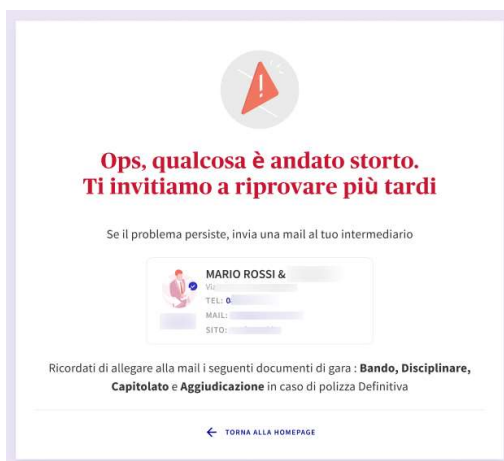 Ops, qualcosa è andato storto.
Ti invitiamo a riprovare più tardi
Se il problema persiste, invia una mail al tuo intermediario
MARIO ROSSI &
TEL:
MAIL:
SITO:
Ricordati di allegare alla mail i seguenti documenti di gara : Bando, Disciplinare,
Capitolato e Aggiudicazione in caso di polizza Definitiva
← TORNA ALLA HOMEPAGE